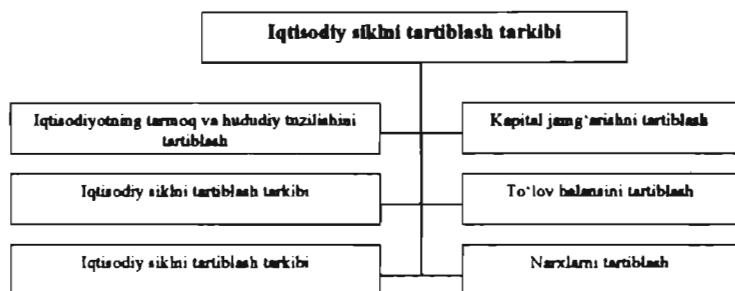 Iqtisodiy siklni tartiblash tarkibi
Iqtisodiyotning tarmoq va hududiy tuzilishini
tartiblash
Kapital jamg‘arishni tartiblash
Iqtisodiy siklni tartiblash tarkibi
To‘lov balansini tartiblash
Iqtisodiy siklni tartiblash tarkibi
Narxlarni tartiblash